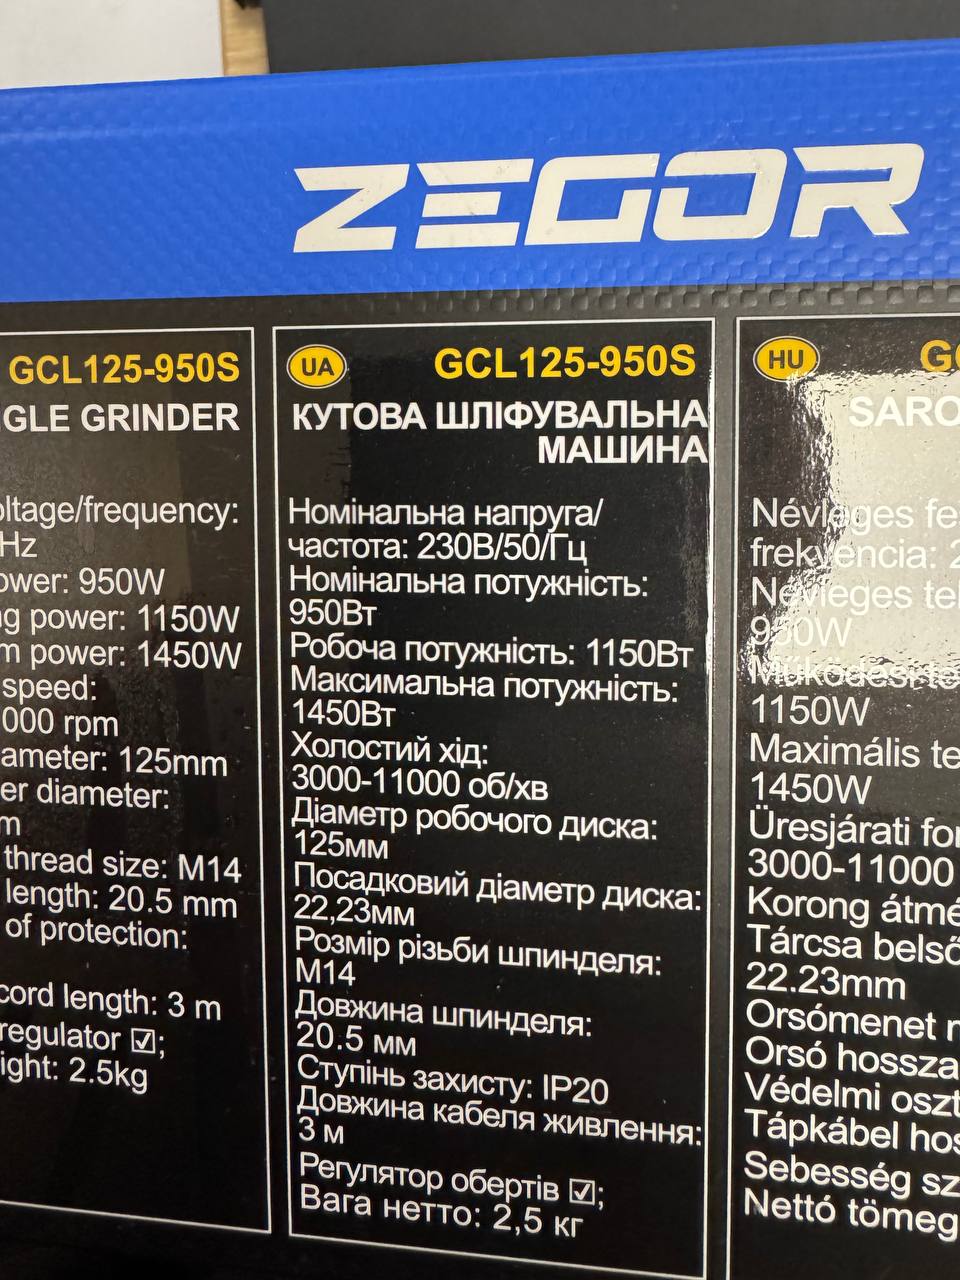 ZEGOR
GCL125-950S
GLE GRINDER
oltage/frequency:
Hz
ower: 950W
ng power: 1150W
m power: 1450W
speed:
000 rpm
ameter: 125mm
er diameter:
m
thread size: M14
length: 20.5 mm
of protection:
cord length: 3 m
regulator ☑;
ight: 2.5kg
UA
GCL125-950S
КУТОВА ШЛІФУВАЛЬНА
МАШИНА
Номінальна напруга/
частота: 230В/50/Гц
Номінальна потужність:
950Вт
Робоча потужність: 1150Вт
Максимальна потужність:
1450Вт
Холостий хід:
3000-11000 об/хв
Діаметр робочого диска:
125мм
Посадковий діаметр диска:
22,23мм
Розмір різьби шпинделя:
М14
Довжина шпинделя:
20.5 мм
Ступінь захисту: IP20
Довжина кабеля живлення:
3 м
Регулятор обертів ☑;
Вага нетто: 2,5 кг
HU
G
SARO
Névleges fe
frekvencia: 2
Névleges tel
950W
Működési te
1150W
Maximális te
1450W
Üresjárati for
3000-11000
Korong átmé
Tárcsa belső
22.23mm
Orsómenet m
Orsó hossza
Védelmi oszt
Tápkábel hos
Sebesség sz
Nettó tömeg